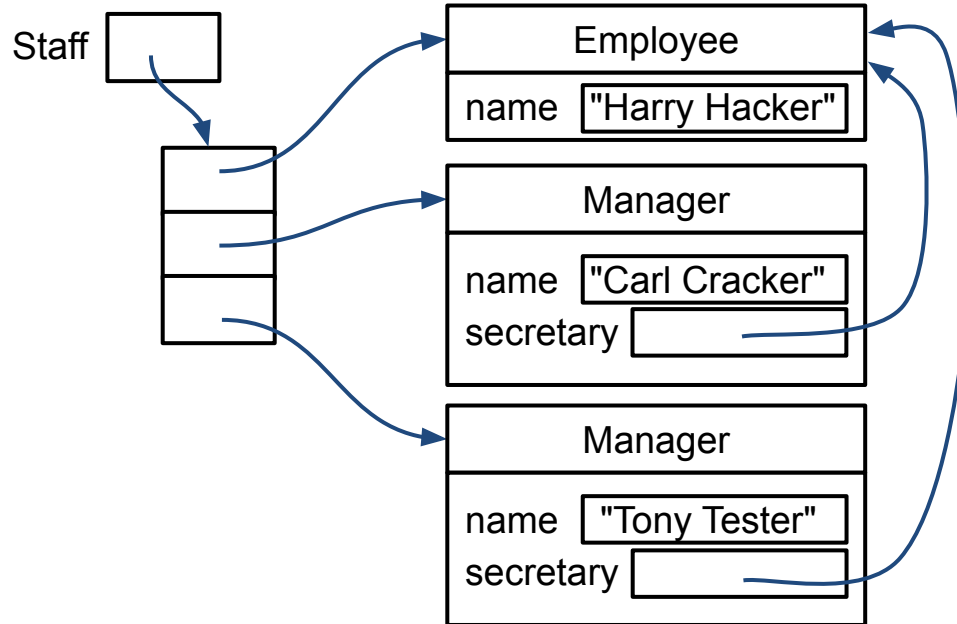 Staff
Employee
name "Harry Hacker"
Manager
name "Carl Cracker"
secretary
Manager
name "Tony Tester"
secretary